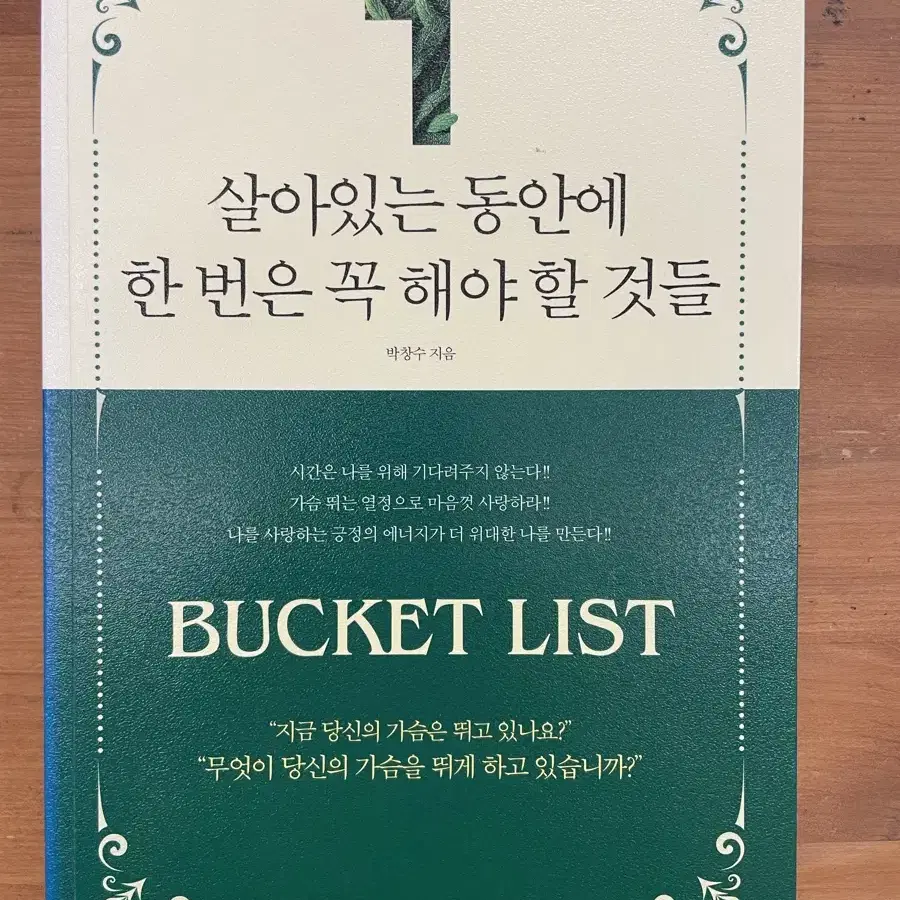 1
살아있는 동안에
한 번은 꼭 해야 할 것들
박창수 지음
시간은 나를 위해 기다려주지 않는다!!
가슴 뛰는 열정으로 마음껏 사랑하라!!
나를 사랑하는 긍정의 에너지가 더 위대한 나를 만든다!!
BUCKET LIST
“지금 당신의 가슴은 뛰고 있나요?”
“무엇이 당신의 가슴을 뛰게 하고 있습니까?”